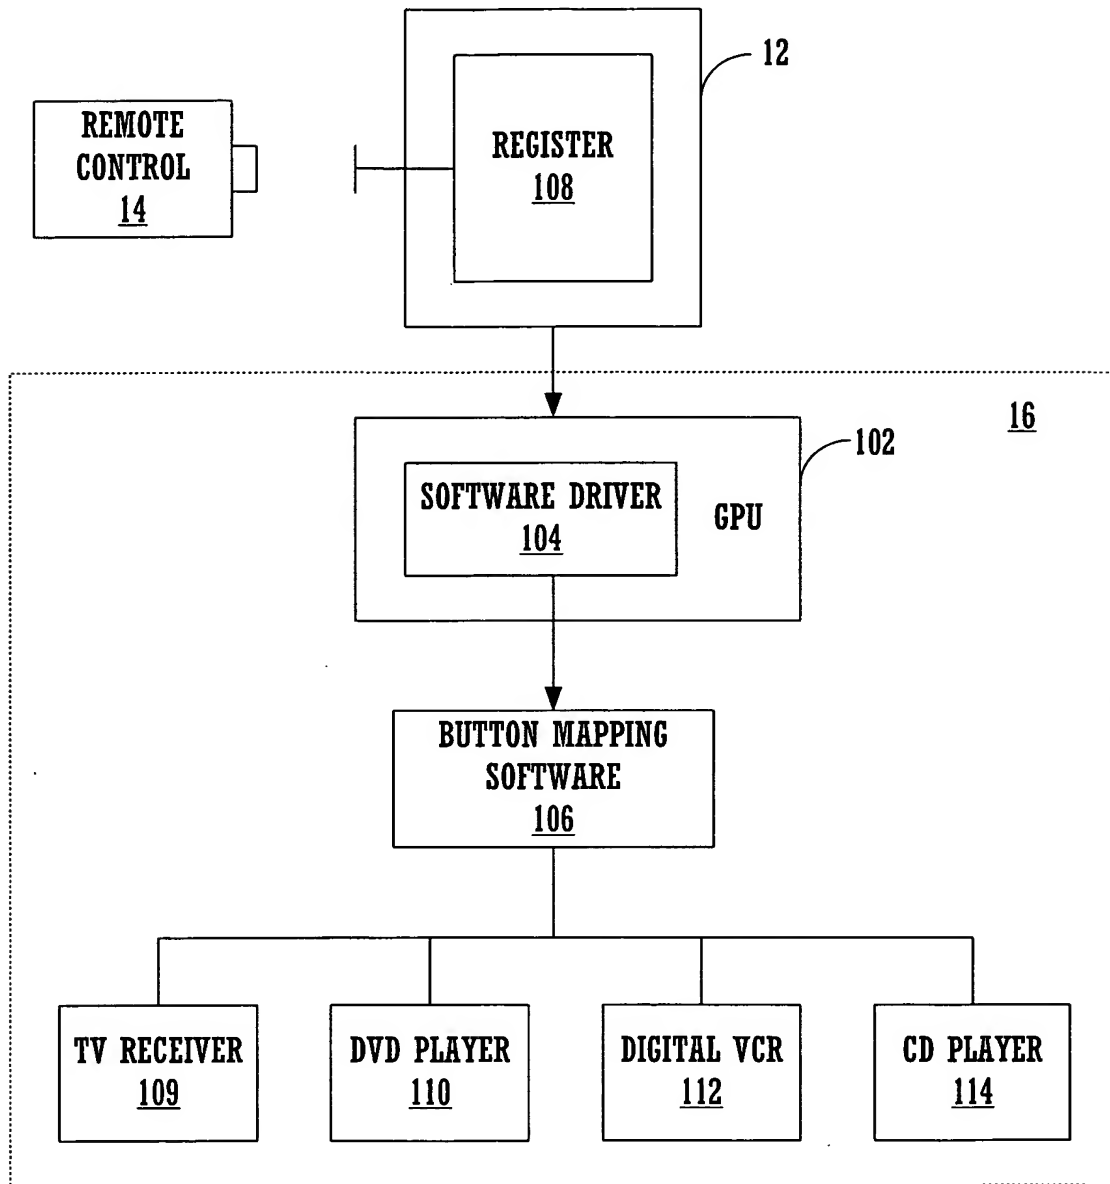 12
REMOTE
CONTROL
14
REGISTER
108
16
102
SOFTWARE DRIVER
104
GPU
BUTTON MAPPING
SOFTWARE
106
TV RECEIVER
109
DVD PLAYER
110
DIGITAL VCR
112
CD PLAYER
114